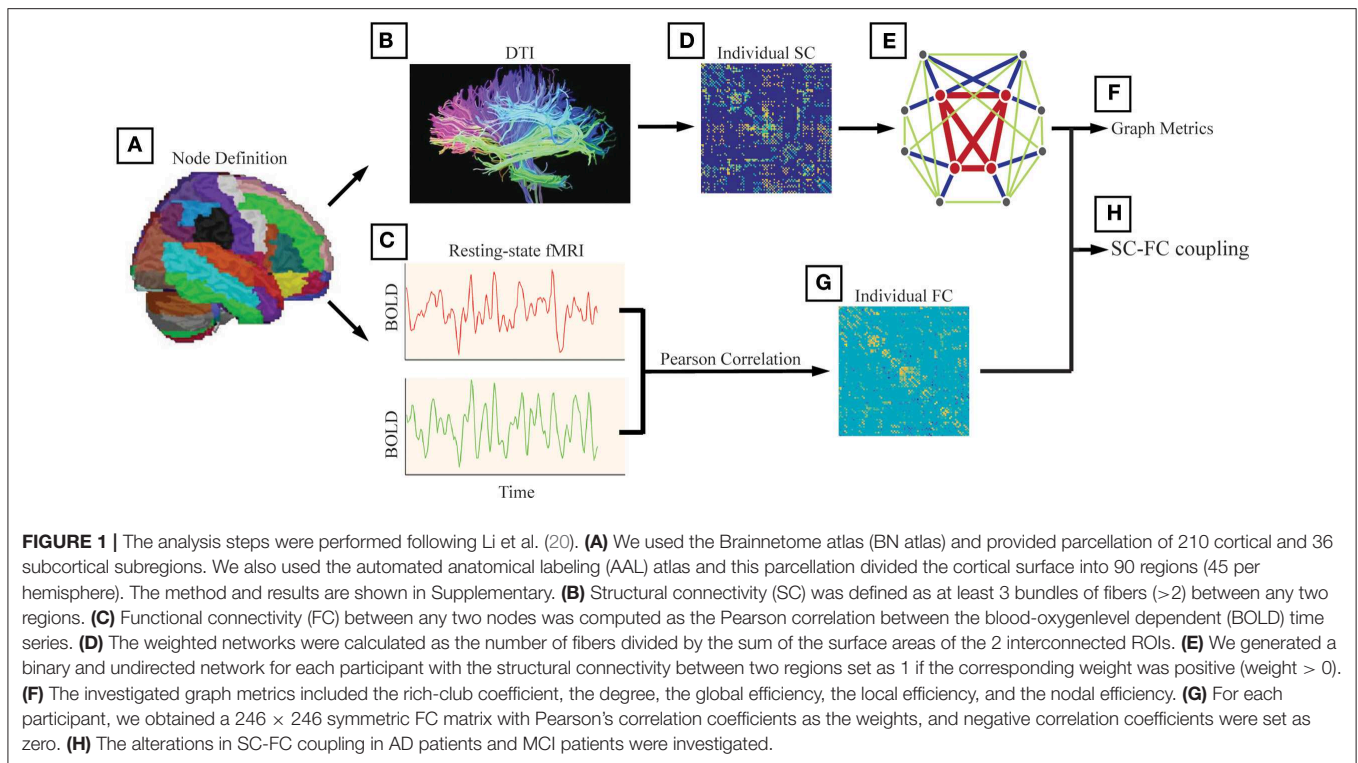 B
DTI
D
Individual SC
E
F
Graph Metrics
A
Node Definition
H
SC-FC coupling
C
Resting-state fMRI
BOLD
BOLD
Time
Pearson Correlation
G
Individual FC
FIGURE 1 | The analysis steps were performed following Li et al. (20). (A) We used the Brainnetome atlas (BN atlas) and provided parcellation of 210 cortical and 36
subcortical subregions. We also used the automated anatomical labeling (AAL) atlas and this parcellation divided the cortical surface into 90 regions (45 per
hemisphere). The method and results are shown in Supplementary. (B) Structural connectivity (SC) was defined as at least 3 bundles of fibers (>2) between any two
regions. (C) Functional connectivity (FC) between any two nodes was computed as the Pearson correlation between the blood-oxygenlevel dependent (BOLD) time
series. (D) The weighted networks were calculated as the number of fibers divided by the sum of the surface areas of the 2 interconnected ROIs. (E) We generated a
binary and undirected network for each participant with the structural connectivity between two regions set as 1 if the corresponding weight was positive (weight > 0).
(F) The investigated graph metrics included the rich-club coefficient, the degree, the global efficiency, the local efficiency, and the nodal efficiency. (G) For each
participant, we obtained a 246 × 246 symmetric FC matrix with Pearson's correlation coefficients as the weights, and negative correlation coefficients were set as
zero. (H) The alterations in SC-FC coupling in AD patients and MCI patients were investigated.